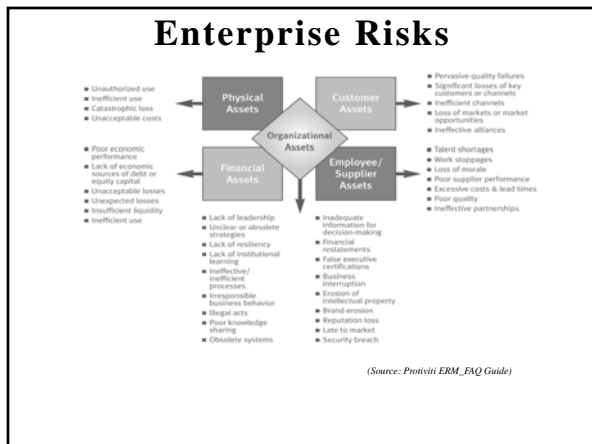 Enterprise Risks
■ Unauthorized use
■ Inefficient use
■ Catastrophic loss
■ Unacceptable costs
Physical
Assets
Customer
Assets
■ Pervasive quality failures
■ Significant losses of key
customers or channels
■ Inefficient channels
■ Loss of markets or market
opportunities
■ Ineffective alliances
Organizational
Assets
■ Poor economic
performance
■ Lack of economic
sources of debt or
equity capital
■ Unacceptable losses
■ Unexpected losses
■ Insufficient liquidity
■ Inefficient use
Financial
Assets
Employee/
Supplier
Assets
■ Talent shortages
■ Work stoppages
■ Loss of morale
■ Poor supplier performance
■ Excessive costs & lead times
■ Poor quality
■ Ineffective partnerships
■ Lack of leadership
■ Unclear or obsolete
strategies
■ Lack of resiliency
■ Lack of institutional
learning
■ Ineffective/
inefficient
processes
■ Irresponsible
business behavior
■ Illegal acts
■ Poor knowledge
sharing
■ Obsolete systems
■ Inadequate
information for
decision-making
■ Financial
restatements
■ False executive
certifications
■ Business
interruption
■ Erosion of
intellectual property
■ Brand erosion
■ Reputation loss
■ Late to market
■ Security breach
(Source: Protiviti ERM_FAQ Guide)